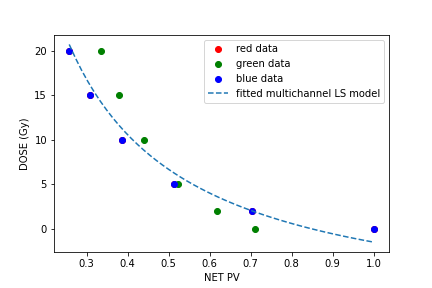 red data
green data
blue data
fitted multichannel LS model
20
15
10
5
0
DOSE (Gy)
0.3 0.4 0.5 0.6 0.7 0.8 0.9 1.0
NET PV